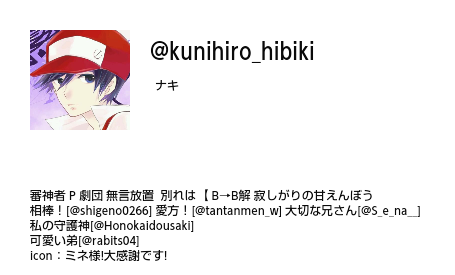 @kunihiro_hibiki
ナキ
審神者 P 劇団 無言放置 別れは 【 B→B解 寂しがりの甘えんぼう
相棒！[@shigeno0266] 愛方！[@tantanmen_w] 大切な兄さん[@S_e_na__]
私の守護神[@Honokaidousaki]
可愛い弟[@rabits04]
icon：ミネ様!大感謝です!